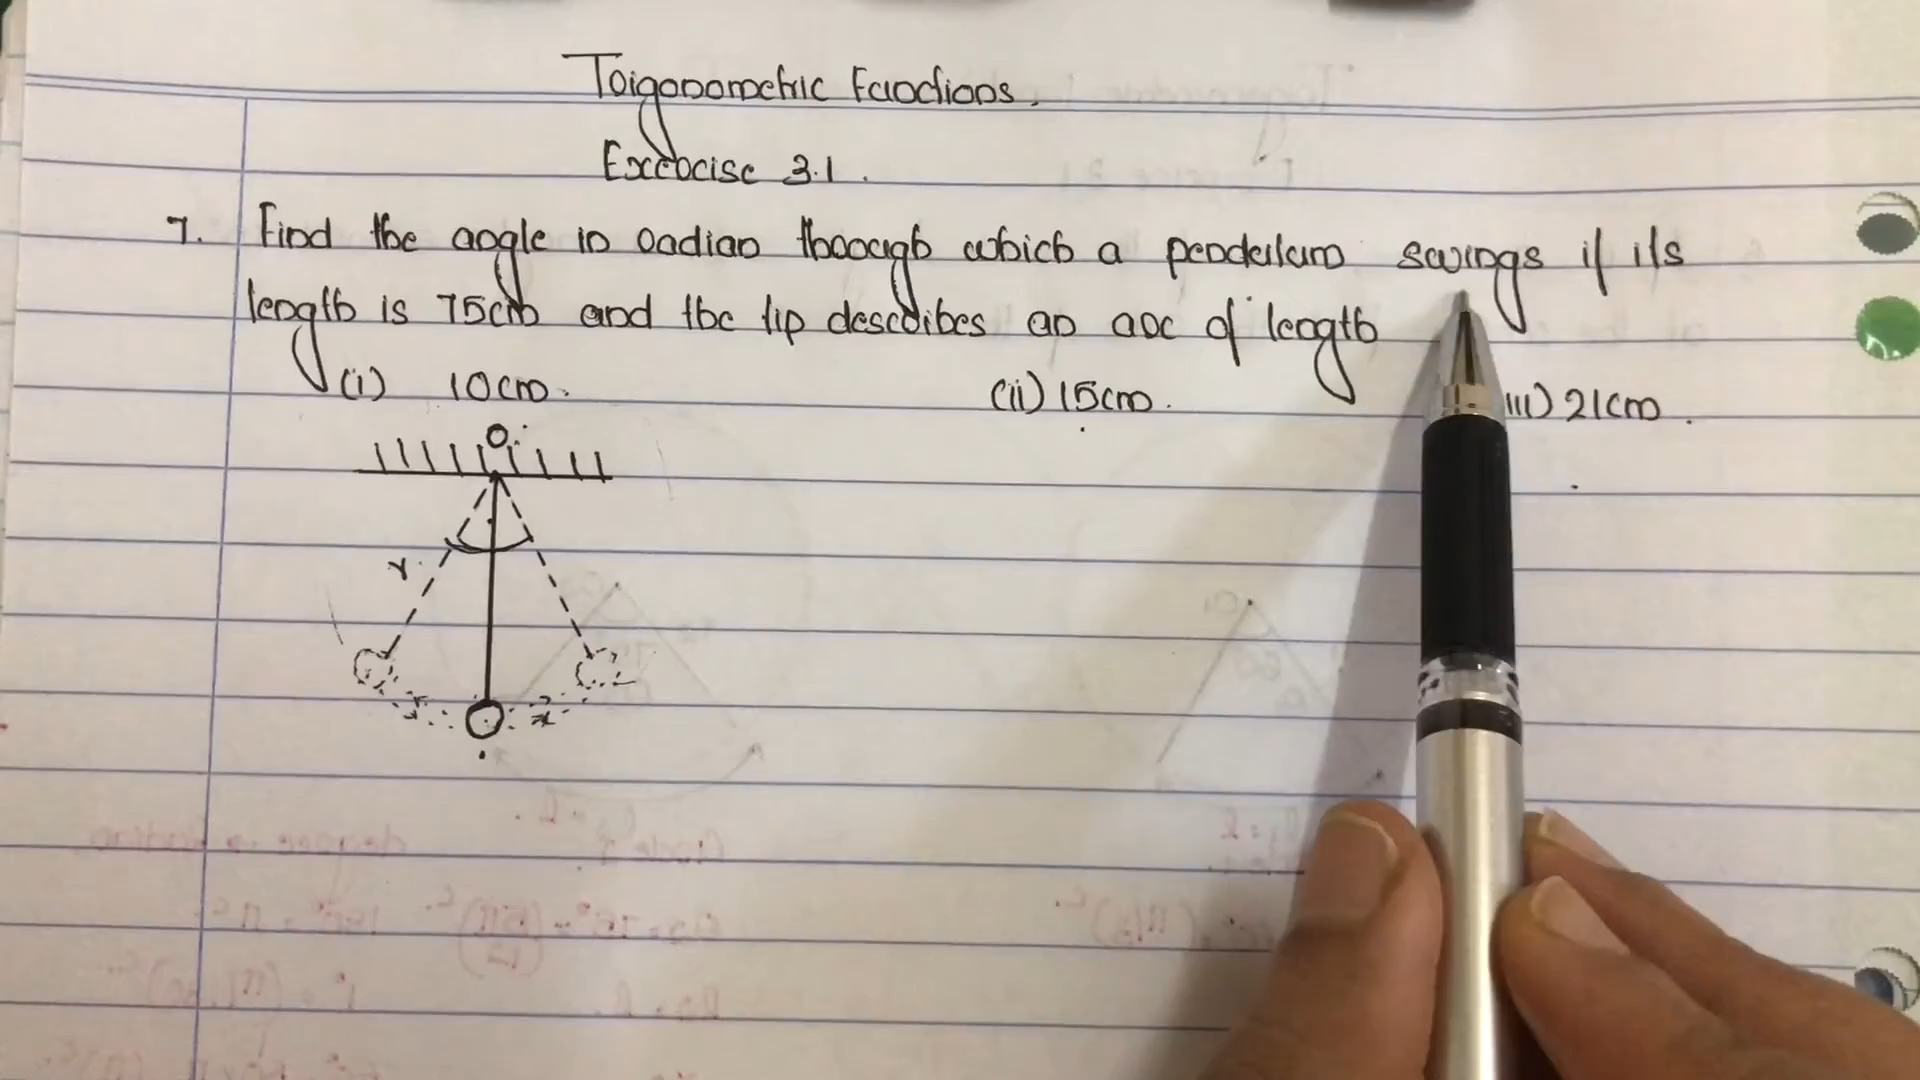 Trigonometric Functions.
Exercise 3.1.
7. Find the angle in radian through which a pendulum swings if its
length is 75cm and the tip describes an arc of length
(i) 10cm. (ii) 15cm. iii) 21cm.
O
r